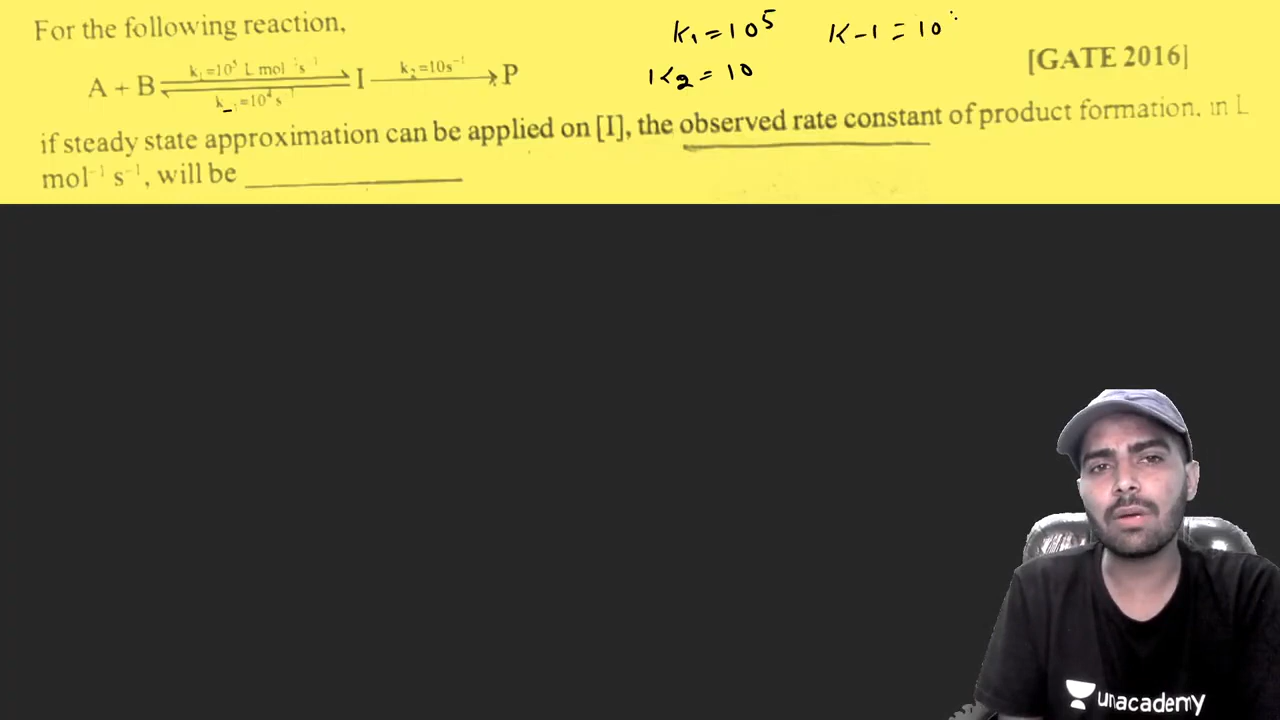 For the following reaction,
k₁ = 10⁵ K-1 = 10
[GATE 2016]
k₁=10⁵ L mol⁻¹s⁻¹ k₂=10s⁻¹
K₂ = 10
A + B I P
k₋₁=10⁴ s⁻¹
if steady state approximation can be applied on [I], the observed rate constant of product formation, in L
mol⁻¹ s⁻¹, will be ____________
unacademy